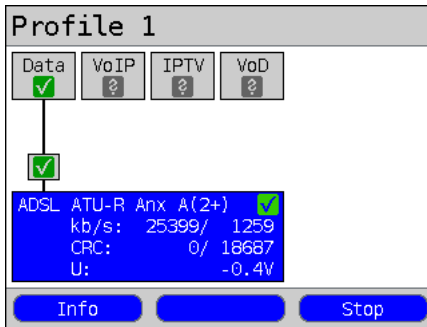 Profile 1
Data VoIP IPTV VoD
ADSL ATU-R Anx A(2+)
kb/s: 25399/ 1259
CRC: 0/ 18687
U: -0.4V
Info Stop